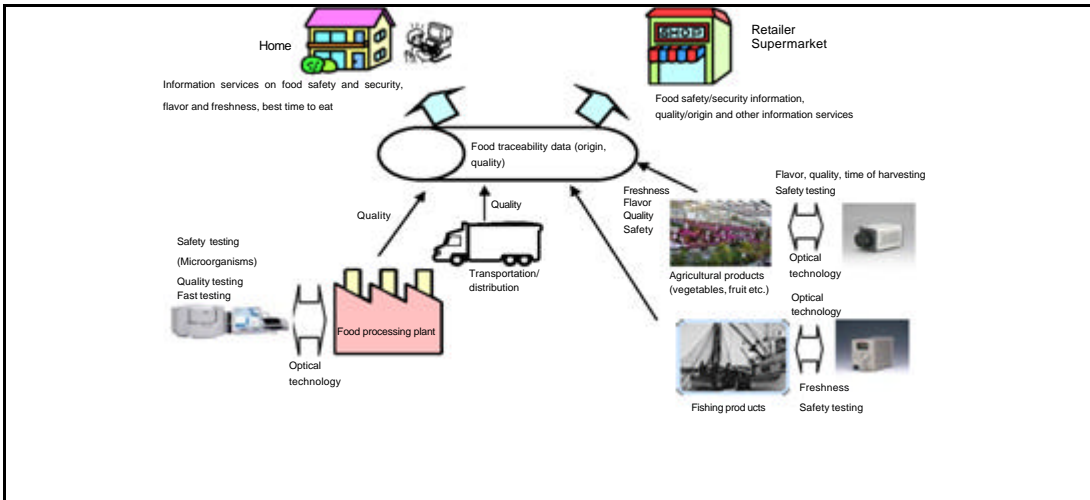 Home
SHOP
Retailer
Supermarket
Information services on food safety and security,
flavor and freshness, best time to eat
Food safety/security information,
quality/origin and other information services
Food traceability data (origin,
quality)
Flavor, quality, time of harvesting
Safety testing
Freshness
Flavor
Quality
Safety
Quality
Quality
Optical
technology
Agricultural products
(vegetables, fruit etc.)
Safety testing
(Microorganisms)
Quality testing
Fast testing
Transportation/
distribution
Food processing plant
Optical
technology
Optical
technology
Freshness
Fishing prod ucts
Safety testing